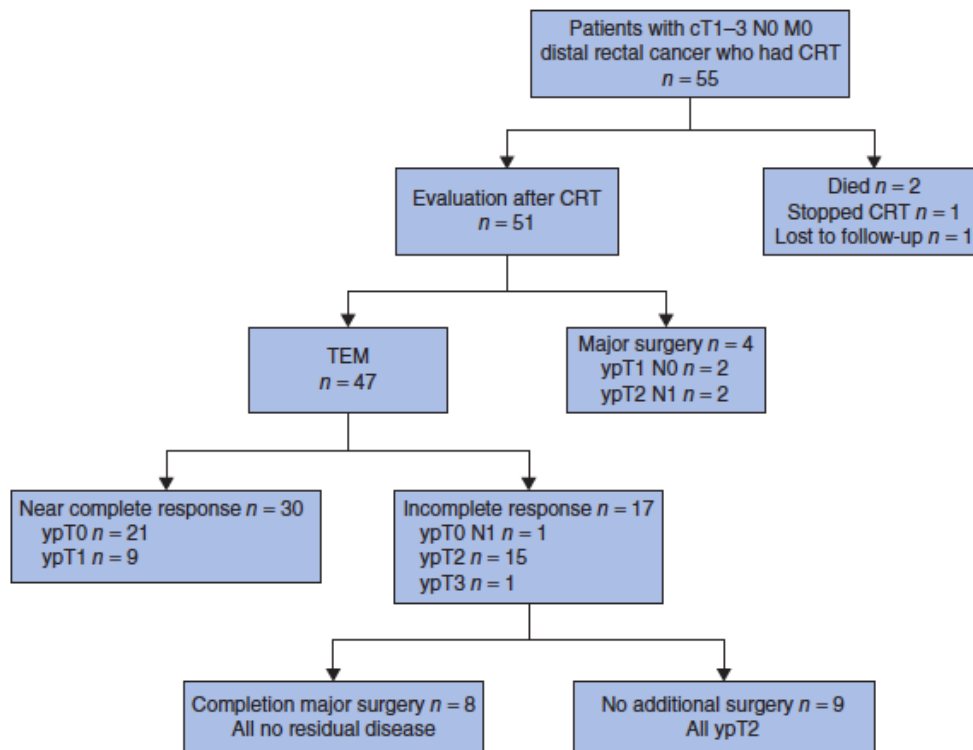 Patients with cT1–3 N0 M0
distal rectal cancer who had CRT
n = 55
Evaluation after CRT
n = 51
Died n = 2
Stopped CRT n = 1
Lost to follow-up n = 1
TEM
n = 47
Major surgery n = 4
ypT1 N0 n = 2
ypT2 N1 n = 2
Near complete response n = 30
ypT0 n = 21
ypT1 n = 9
Incomplete response n = 17
ypT0 N1 n = 1
ypT2 n = 15
ypT3 n = 1
Completion major surgery n = 8
All no residual disease
No additional surgery n = 9
All ypT2